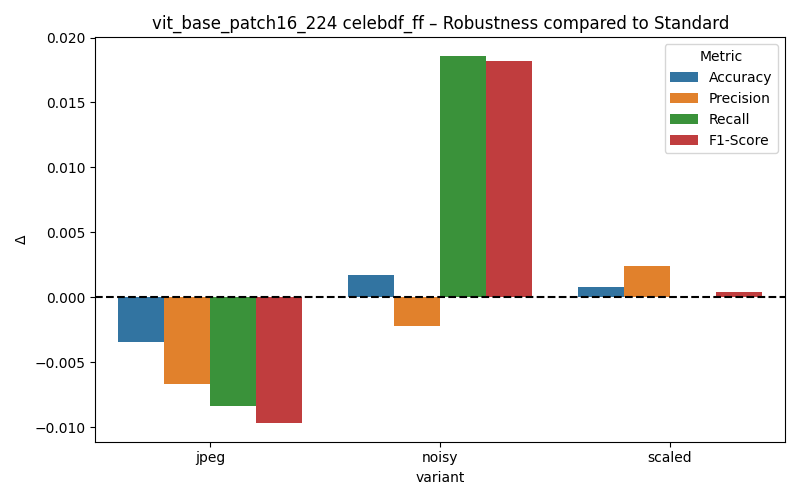 vit_base_patch16_224 celebdf_ff – Robustness compared to Standard
0.020
0.015
0.010
0.005
0.000
−0.005
−0.010
Δ
Metric
Accuracy
Precision
Recall
F1-Score
jpeg
noisy
scaled
variant